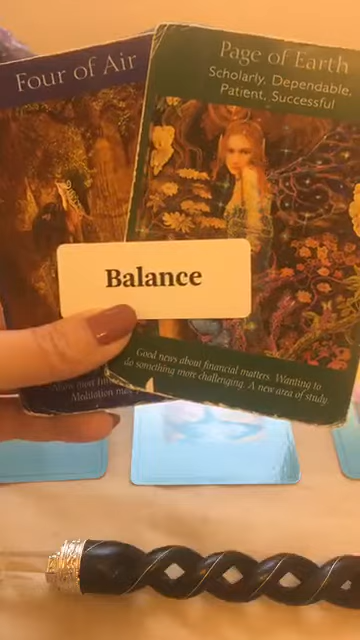 Four of Air
Page of Earth
Scholarly, Dependable,
Patient, Successful
Balance
Good news about financial matters. Wanting to
do something more challenging. A new area of study.
Meditation may